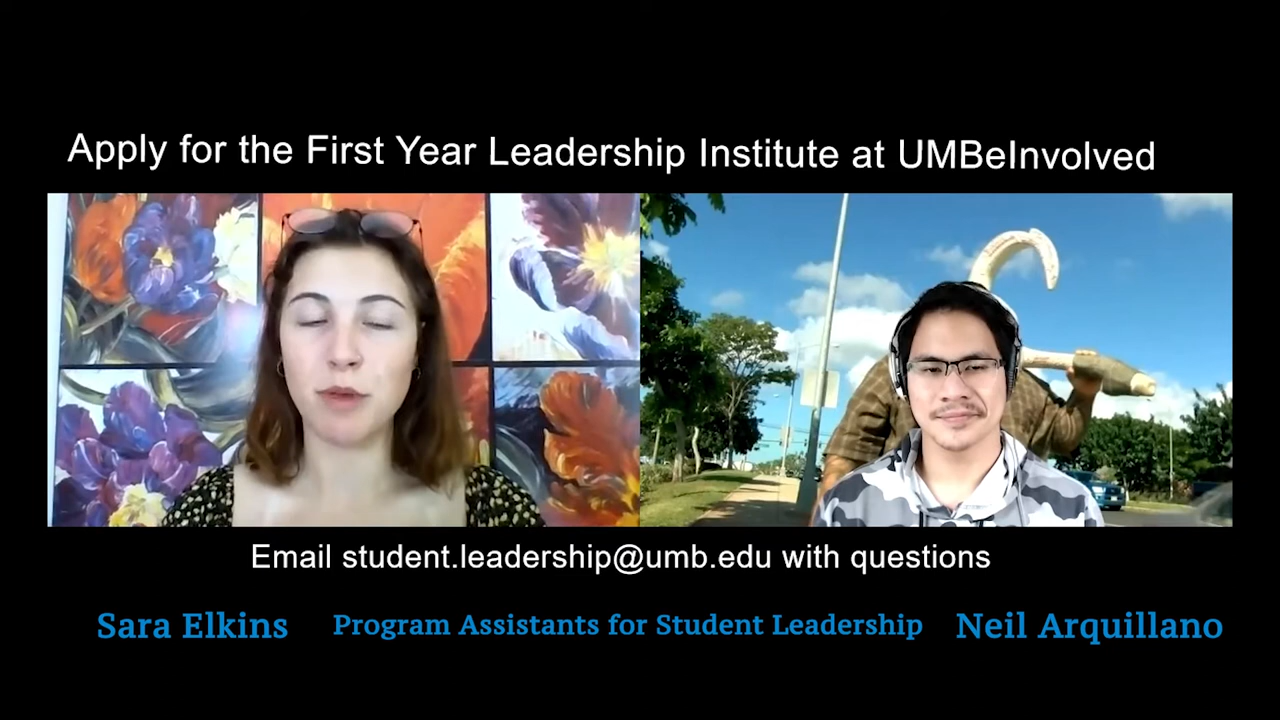 Apply for the First Year Leadership Institute at UMBeInvolved
Email student.leadership@umb.edu with questions
Sara Elkins Program Assistants for Student Leadership Neil Arquillano